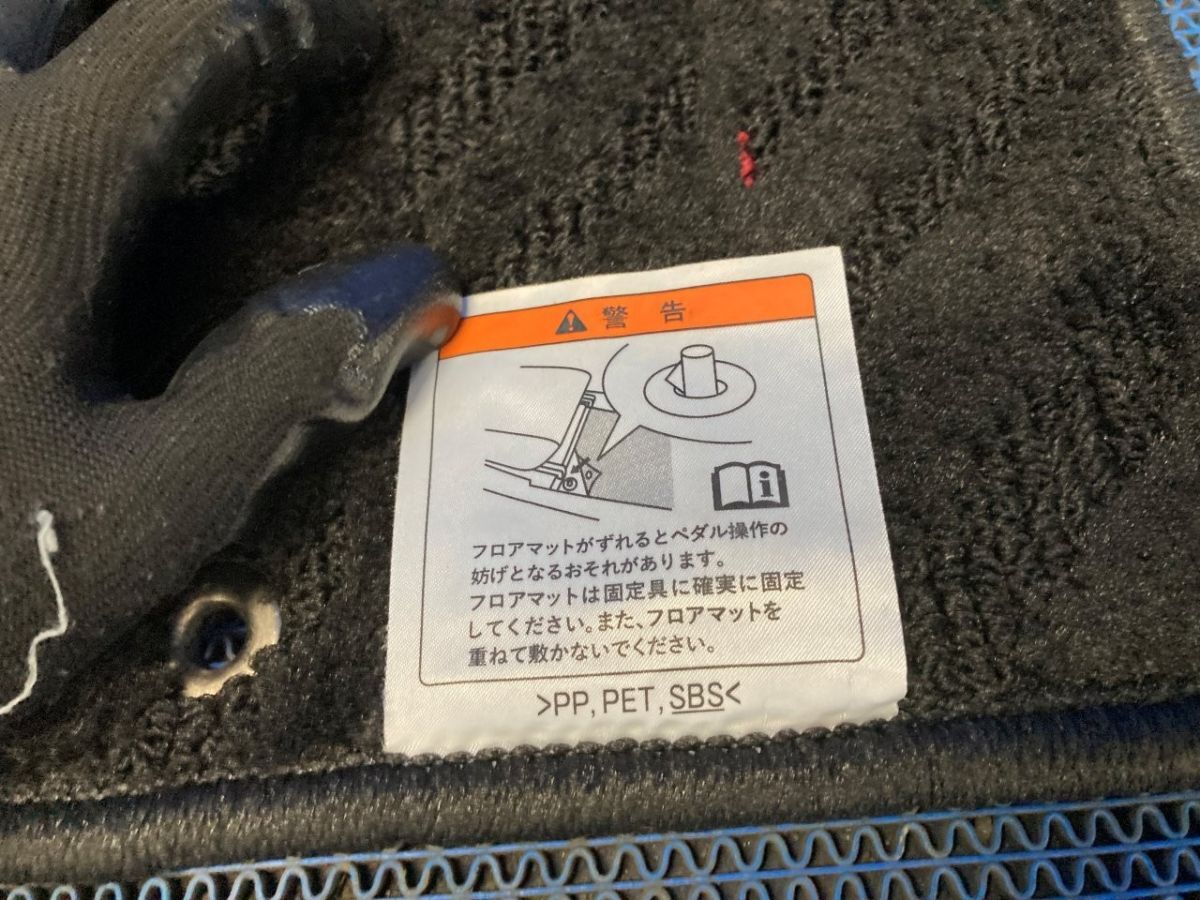 警告
フロアマットがずれるとペダル操作の
妨げとなるおそれがあります。
フロアマットは固定具に確実に固定
してください。また、フロアマットを
重ねて敷かないでください。
>PP, PET, SBS<